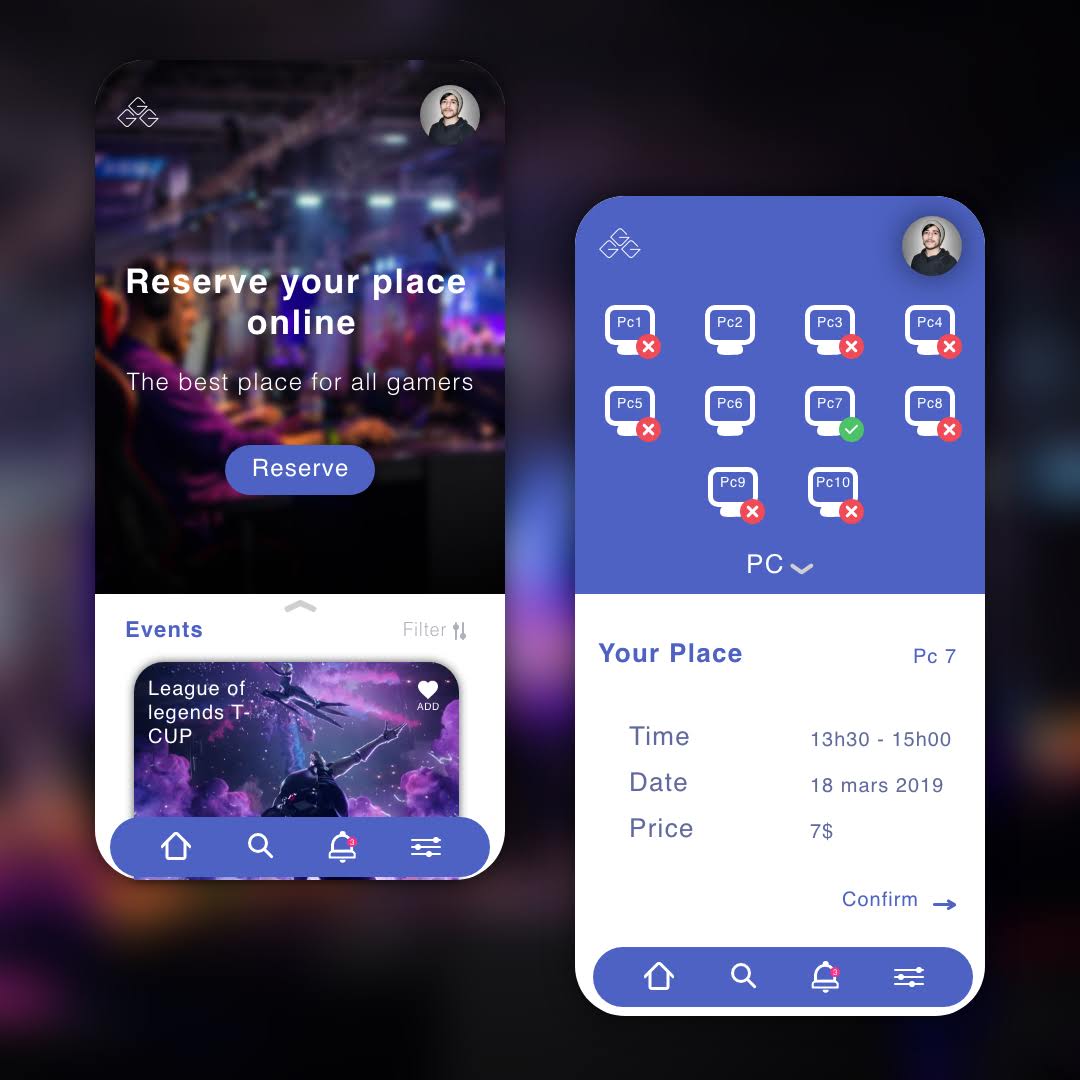 GGG
Reserve your place
online
The best place for all gamers
Reserve
Events
Filter
League of
legends T-
CUP
ADD
3
GGG
Pc1
Pc2
Pc3
Pc4
Pc5
Pc6
Pc7
Pc8
Pc9
Pc10
PC
Your Place
Pc 7
Time
13h30 - 15h00
Date
18 mars 2019
Price
7$
Confirm
3